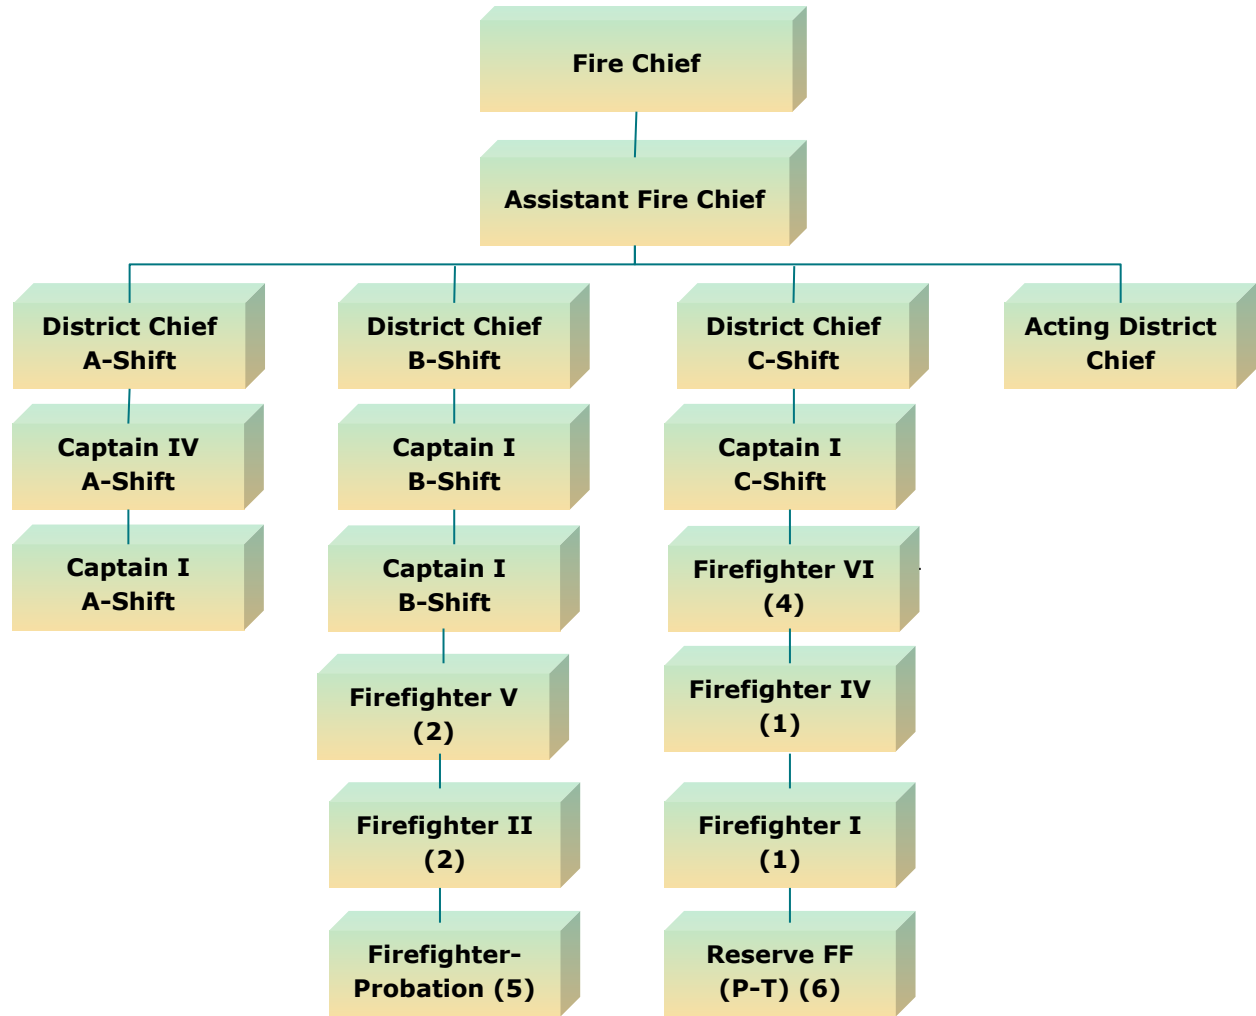 Fire Chief
Assistant Fire Chief
District Chief
A-Shift
District Chief
B-Shift
District Chief
C-Shift
Acting District
Chief
Captain IV
A-Shift
Captain I
B-Shift
Captain I
C-Shift
Captain I
A-Shift
Captain I
B-Shift
Firefighter VI
(4)
Firefighter V
(2)
Firefighter IV
(1)
Firefighter II
(2)
Firefighter I
(1)
Firefighter-
Probation (5)
Reserve FF
(P-T) (6)